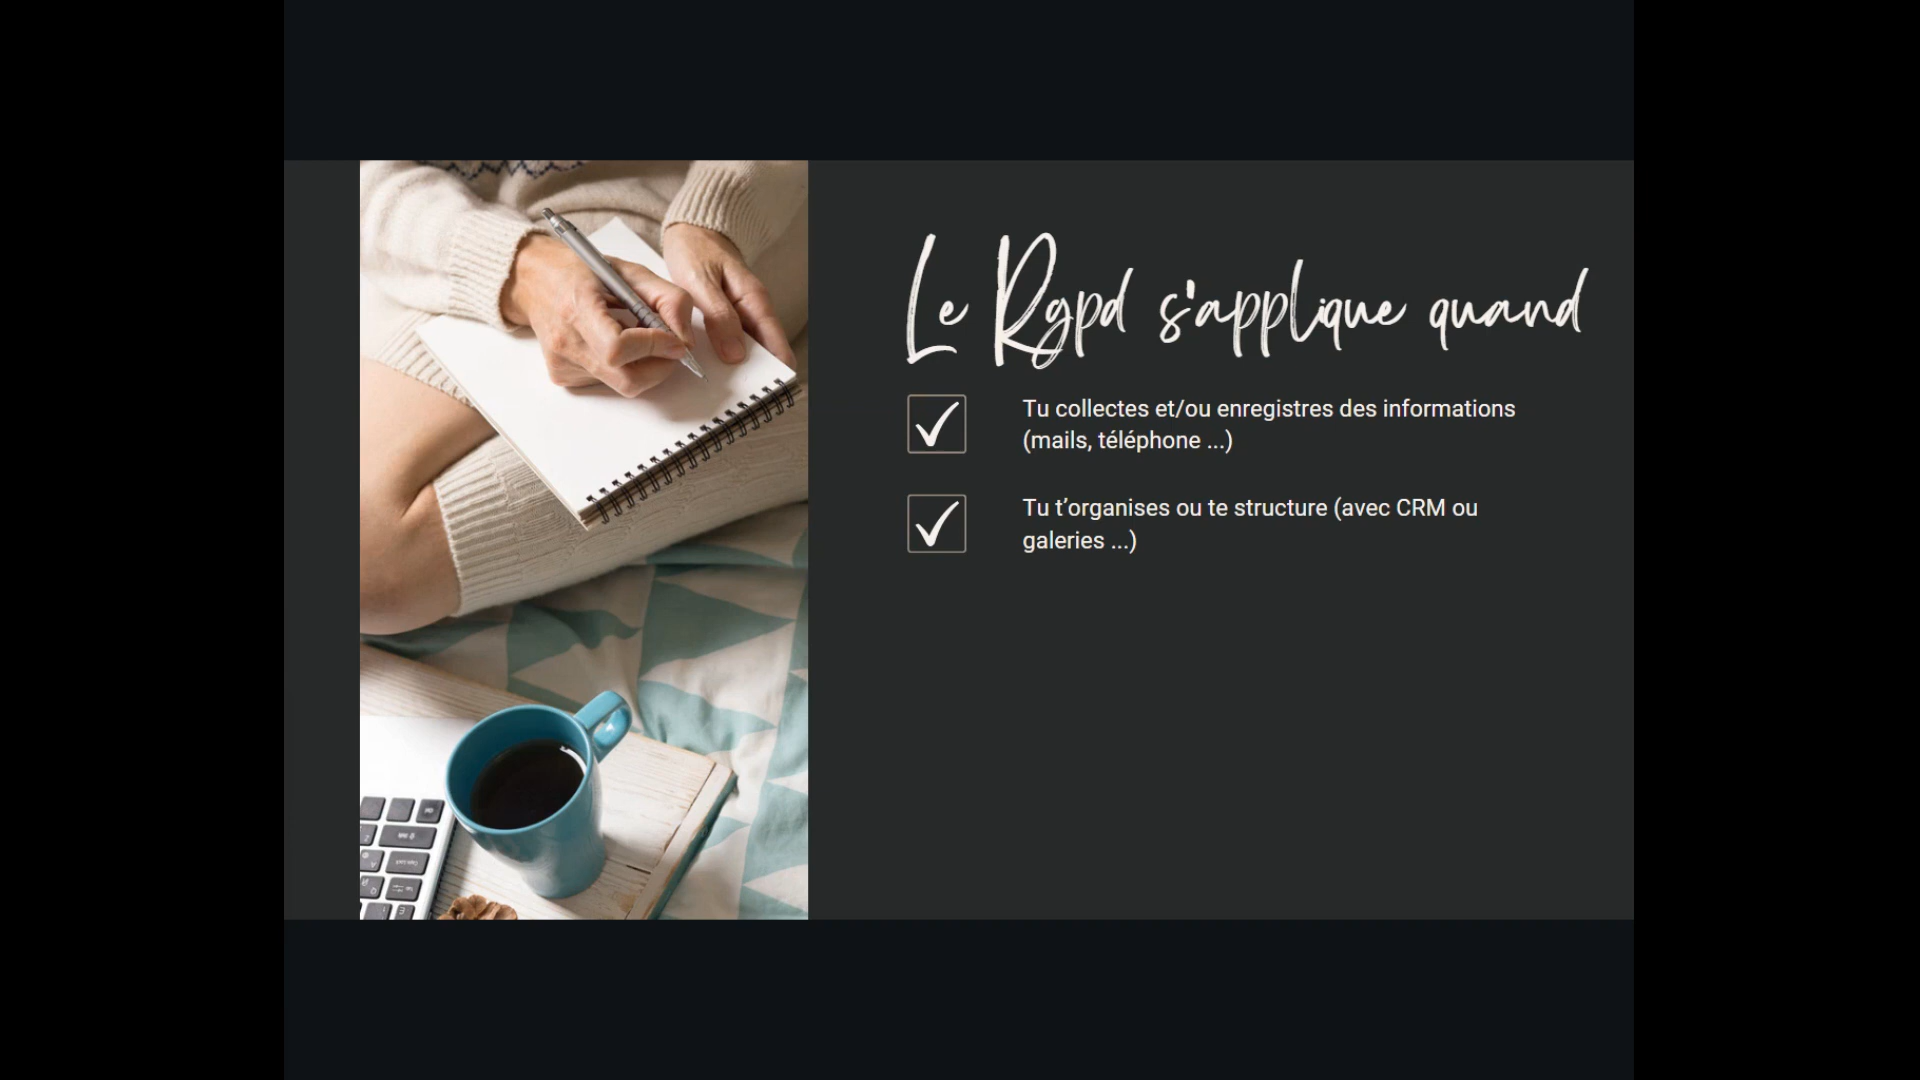 Le Rgpd s'applique quand
Tu collectes et/ou enregistres des informations
(mails, téléphone ...)
Tu t’organises ou te structure (avec CRM ou
galeries ...)